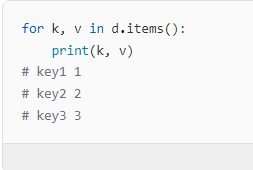 for k, v in d.items():
    print(k, v)
# key1 1
# key2 2
# key3 3